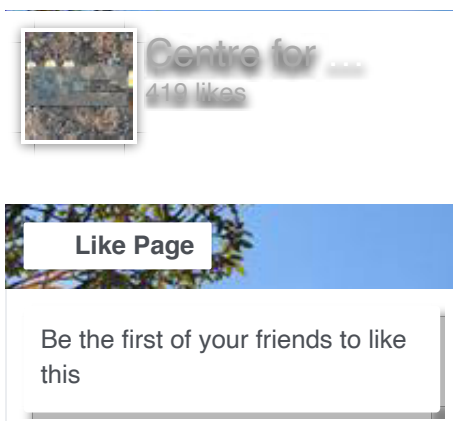 Centre for ...
419 likes
Like Page
Be the first of your friends to like
this